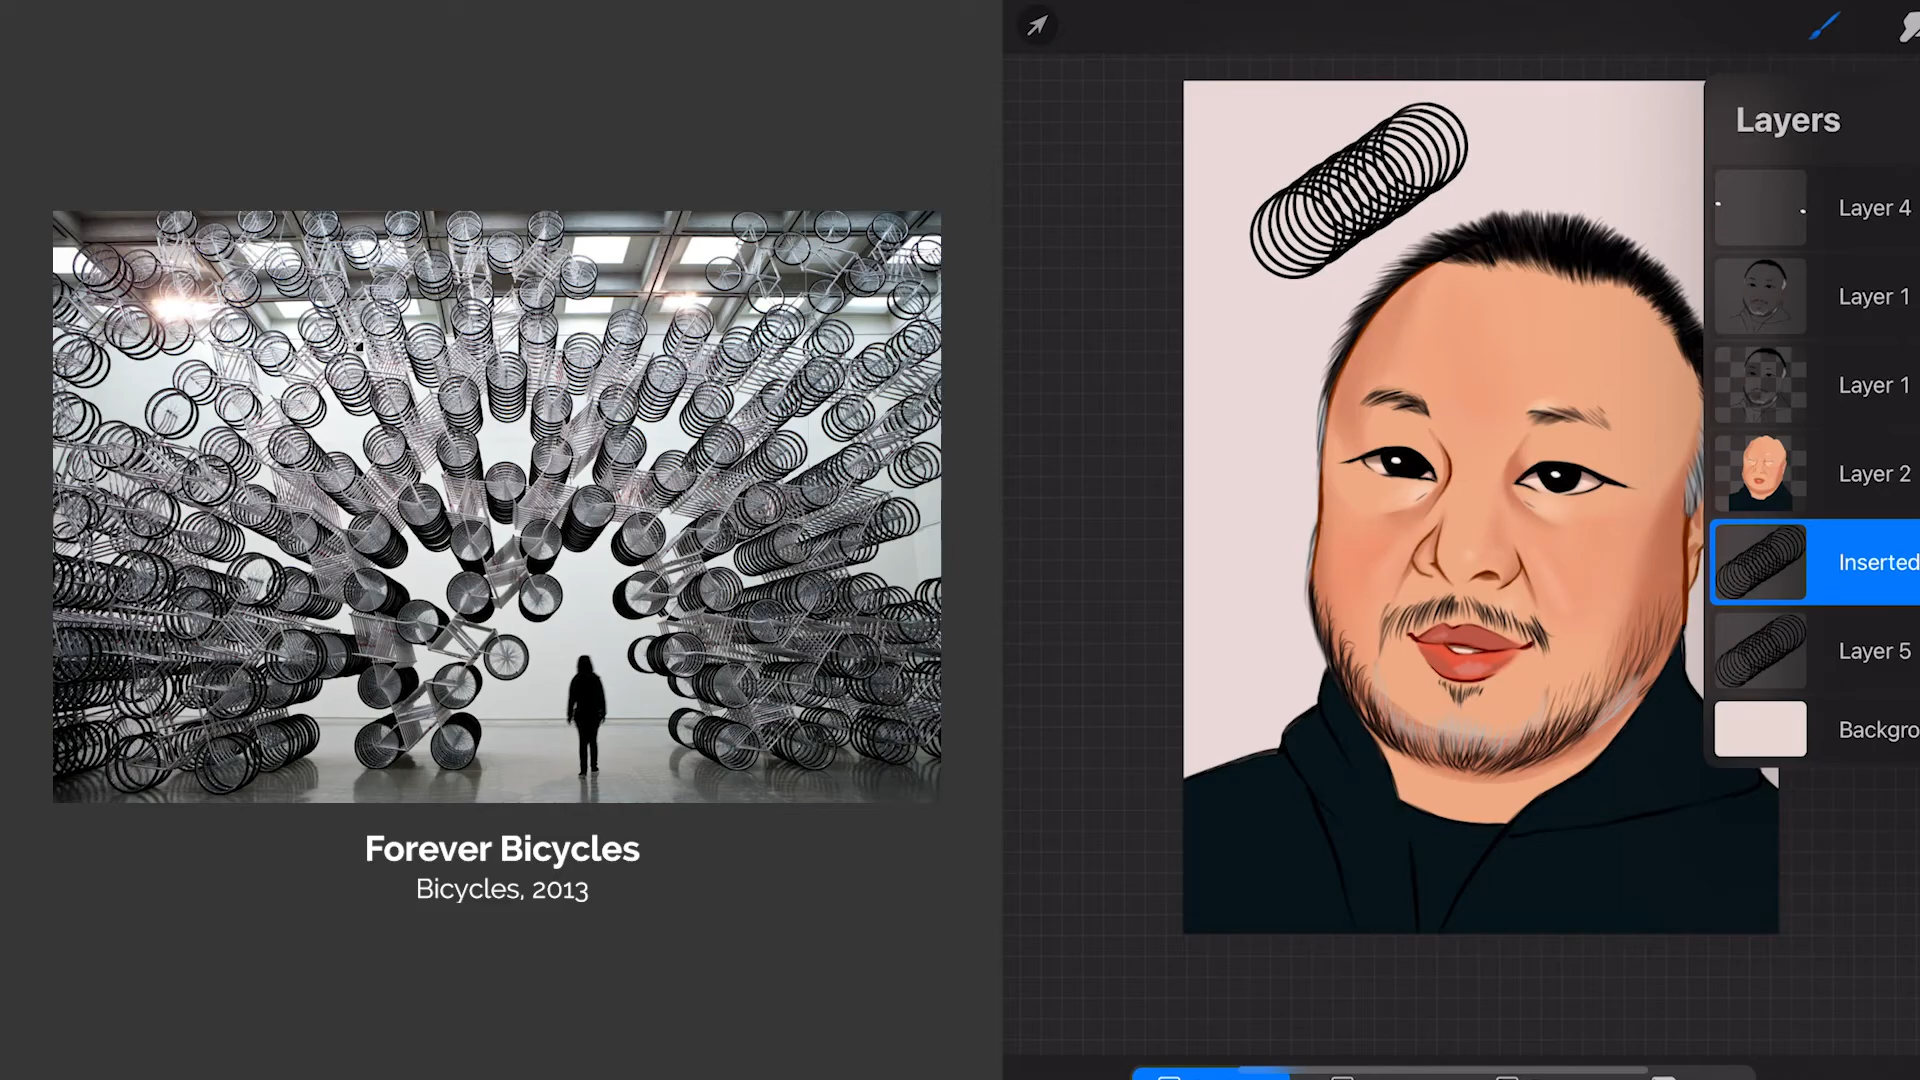 Forever Bicycles
Bicycles, 2013
Layers
Layer 4
Layer 1
Layer 1
Layer 2
Inserted
Layer 5
Backgro